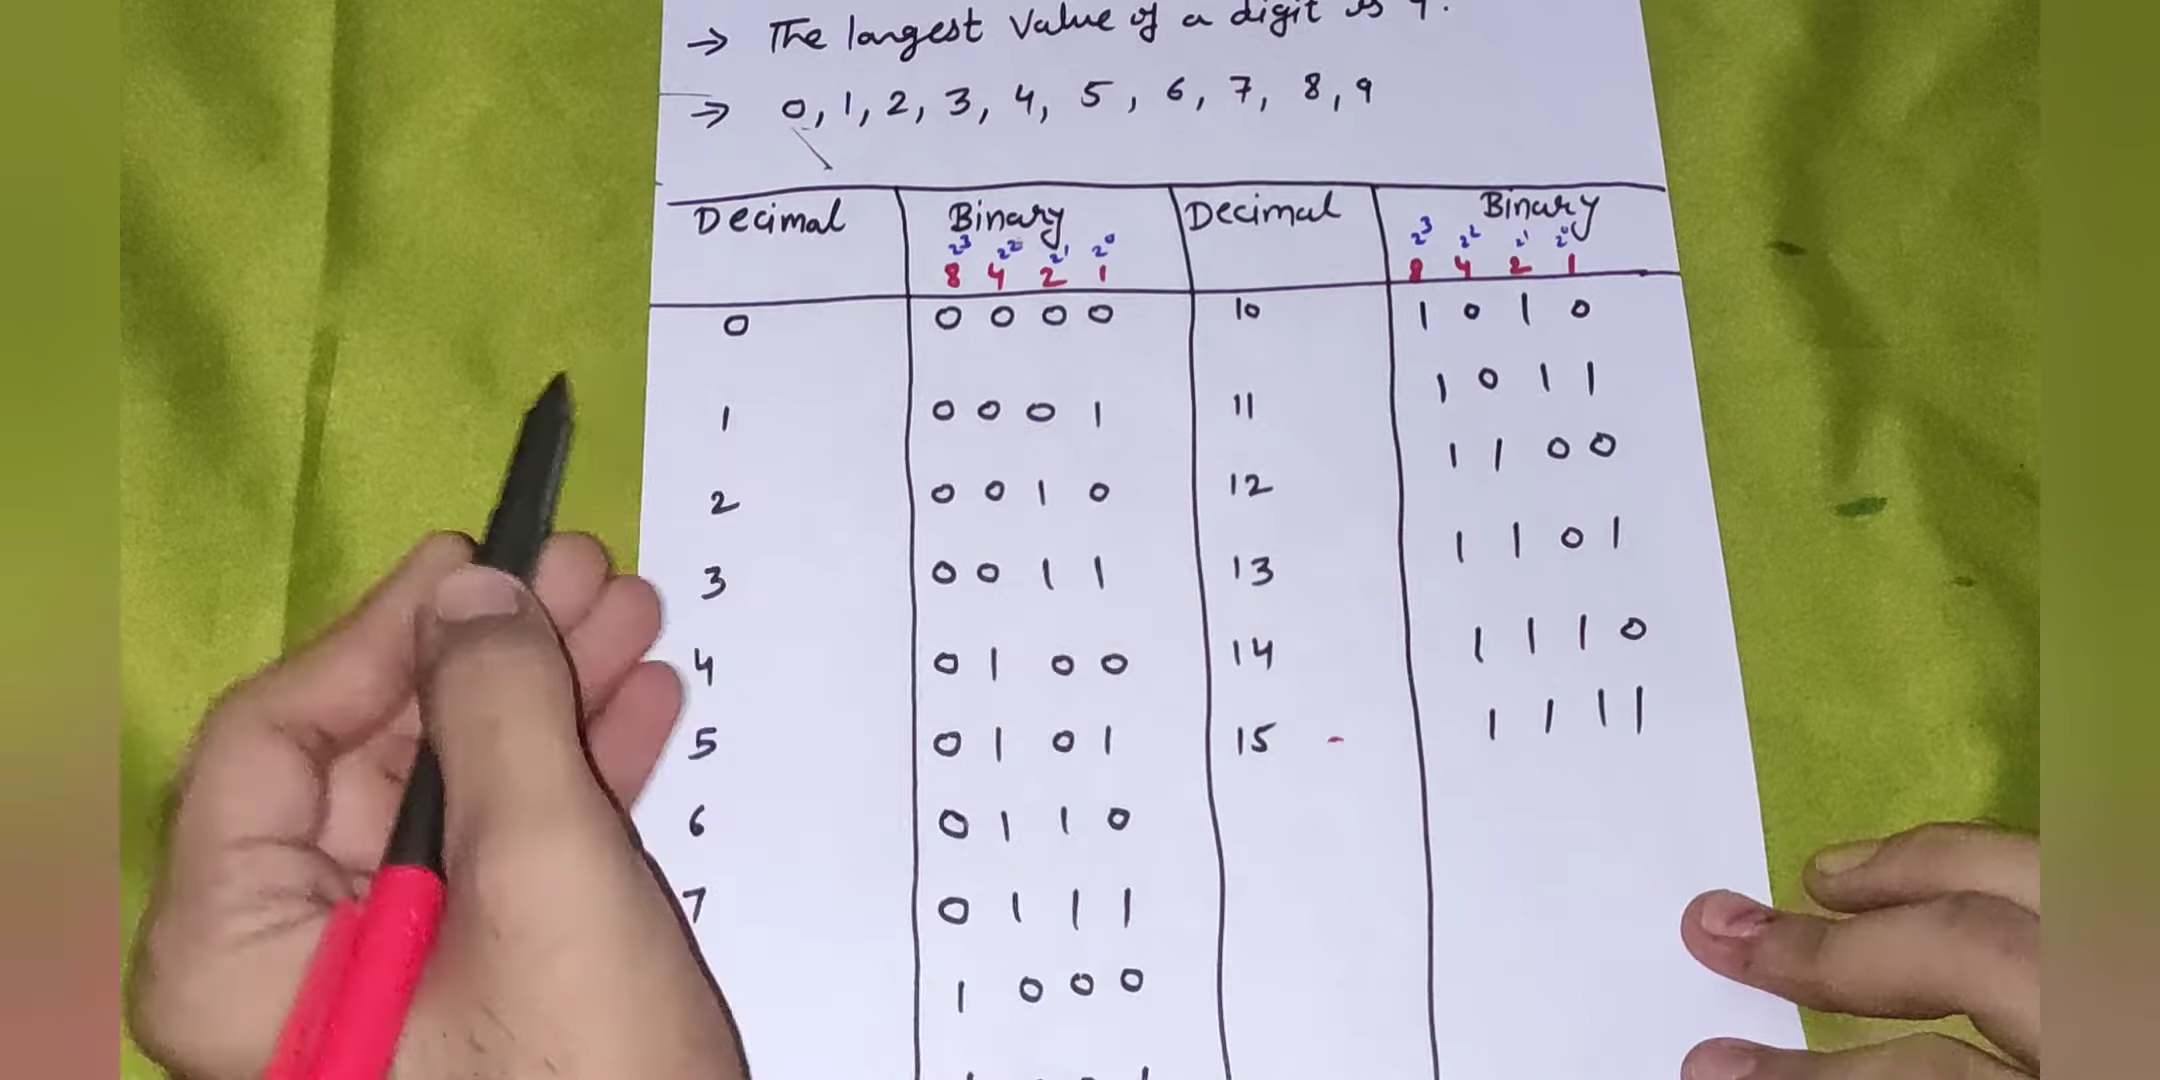 → The largest value of a digit is 9.
→ 0, 1, 2, 3, 4, 5, 6, 7, 8, 9
Decimal Binary Decimal Binary
2³ 2² 2¹ 2⁰ 2³ 2² 2¹ 2⁰
8 4 2 1 8 4 2 1
0 0 0 0 0 10 1 0 1 0
1 0 0 0 1 11 1 0 1 1
2 0 0 1 0 12 1 1 0 0
3 0 0 1 1 13 1 1 0 1
4 0 1 0 0 14 1 1 1 0
5 0 1 0 1 15 - 1 1 1 1
6 0 1 1 0
7 0 1 1 1
1 0 0 0